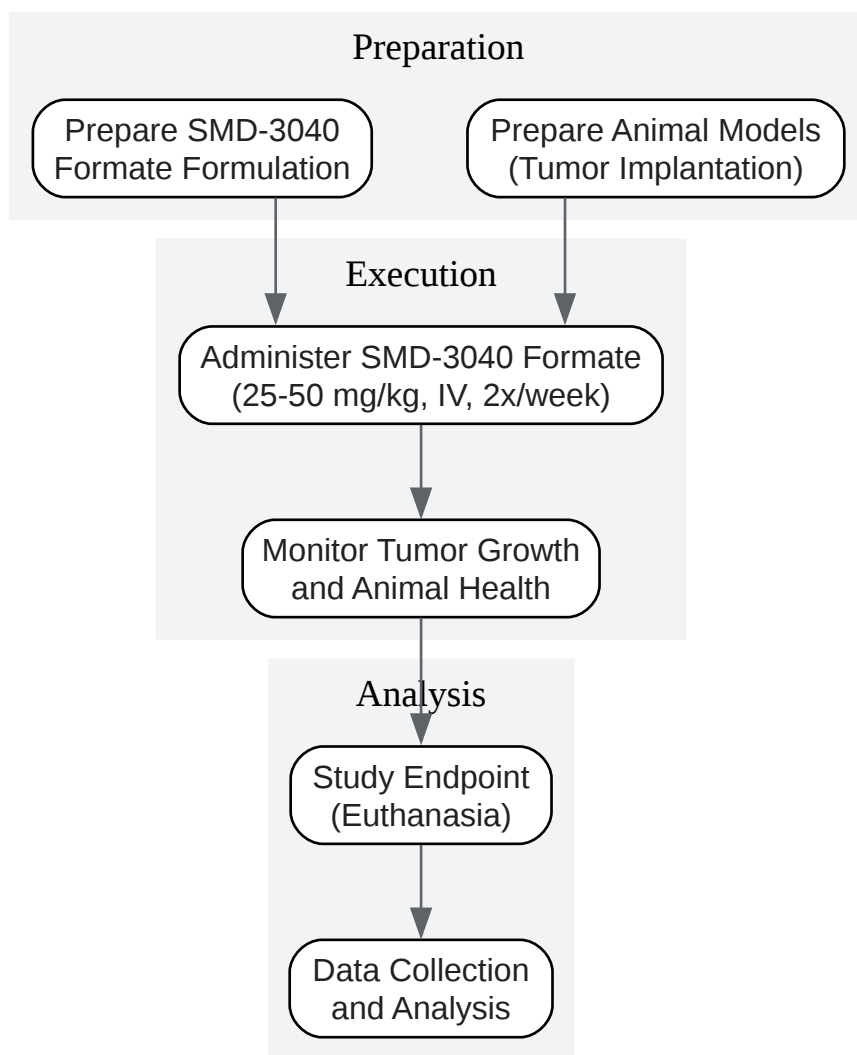 Preparation
Prepare SMD-3040
Formate Formulation
Prepare Animal Models
(Tumor Implantation)
Execution
Administer SMD-3040 Formate
(25-50 mg/kg, IV, 2x/week)
Monitor Tumor Growth
and Animal Health
Analysis
Study Endpoint
(Euthanasia)
Data Collection
and Analysis